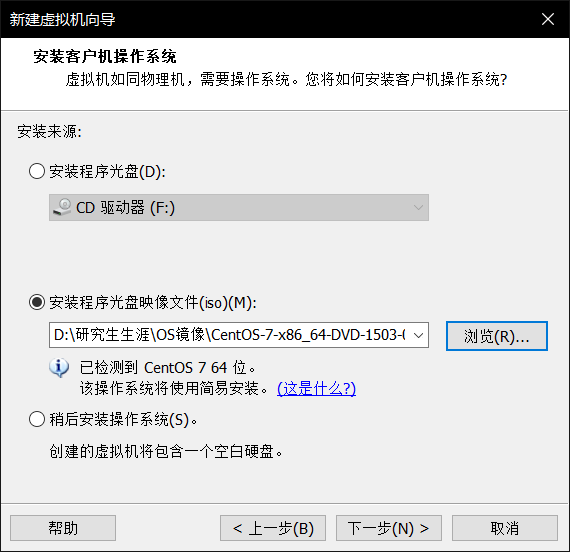 新建虚拟机向导
安装客户机操作系统
虚拟机如同物理机，需要操作系统。您将如何安装客户机操作系统?
安装来源:
安装程序光盘(D):
CD 驱动器 (F:)
安装程序光盘映像文件(iso)(M):
D:\研究生生涯\OS镜像\CentOS-7-x86_64-DVD-1503-
浏览(R)...
已检测到 CentOS 7 64 位。
该操作系统将使用简易安装。 (这是什么?)
稍后安装操作系统(S)。
创建的虚拟机将包含一个空白硬盘。
帮助
< 上一步(B)
下一步(N) >
取消